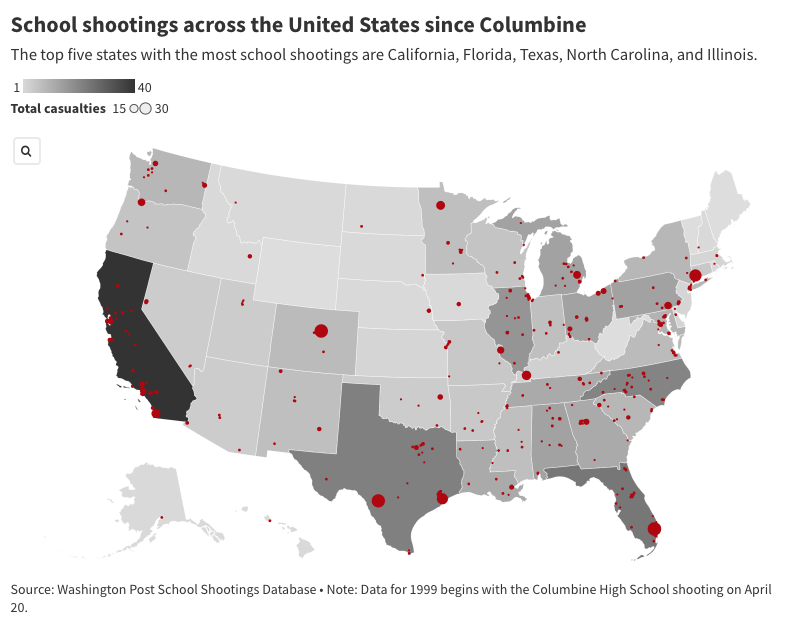 School shootings across the United States since Columbine
The top five states with the most school shootings are California, Florida, Texas, North Carolina, and Illinois.
1 40
Total casualties 15 30
Source: Washington Post School Shootings Database • Note: Data for 1999 begins with the Columbine High School shooting on April
20.